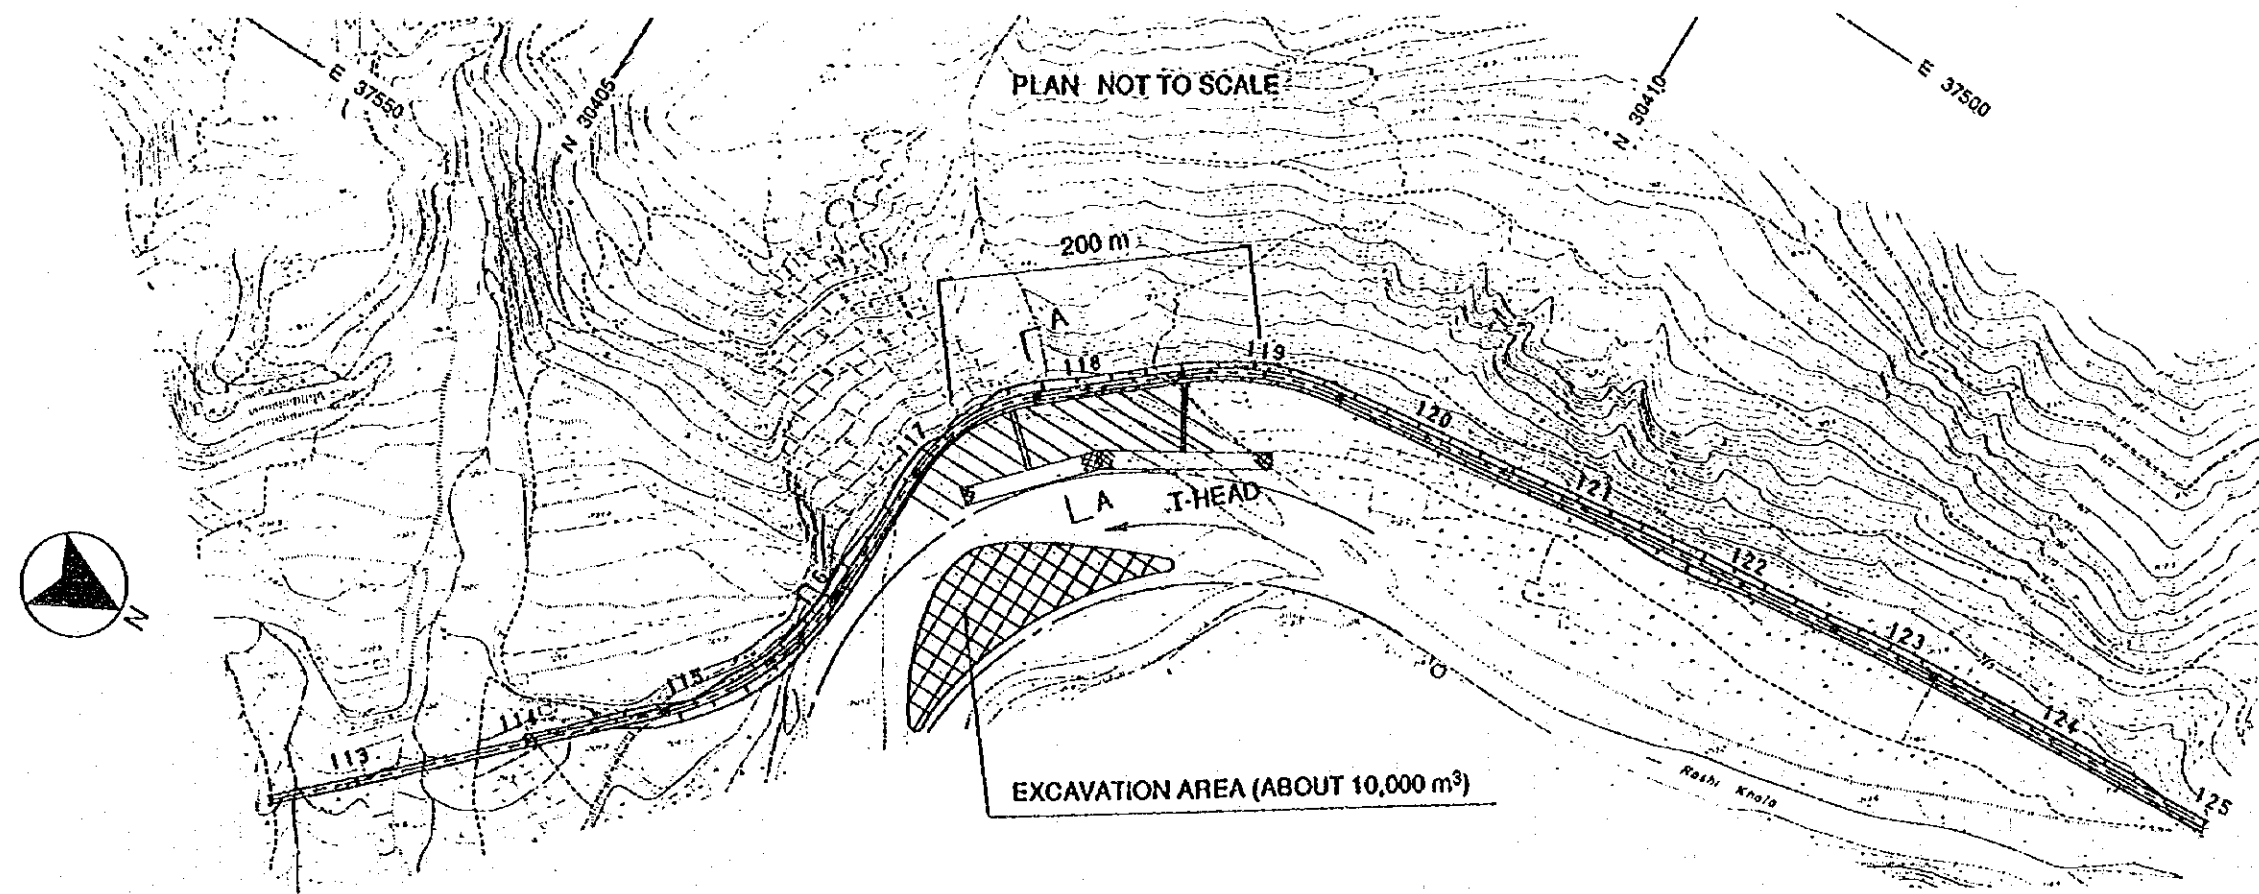 E 37550
N 30405
PLAN NOT TO SCALE
N 30410
E 37500
200 m
A
118
119
117
120
121
A
T-HEAD
122
116
N
123
115
114
124
113
EXCAVATION AREA (ABOUT 10,000 m³)
Roshi Khola
125